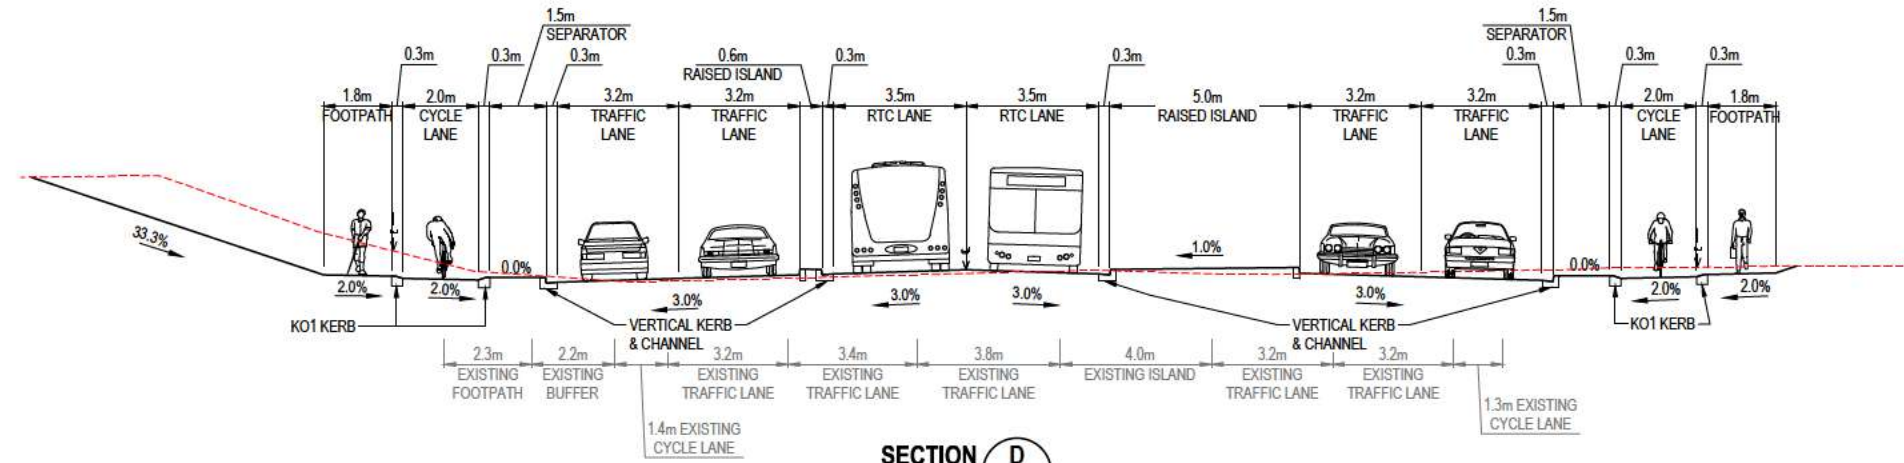 1.5m
SEPARATOR
1.5m
SEPARATOR
0.3m
0.3m
0.3m
0.6m
RAISED ISLAND
0.3m
0.3m
0.3m
0.3m
0.3m
1.8m
FOOTPATH
2.0m
CYCLE
LANE
3.2m
TRAFFIC
LANE
3.2m
TRAFFIC
LANE
3.5m
RTC LANE
3.5m
RTC LANE
5.0m
RAISED ISLAND
3.2m
TRAFFIC
LANE
3.2m
TRAFFIC
LANE
2.0m
CYCLE
LANE
1.8m
FOOTPATH
33.3%
0.0%
1.0%
0.0%
2.0%
2.0%
3.0%
3.0%
3.0%
3.0%
2.0%
2.0%
KO1 KERB
VERTICAL KERB
& CHANNEL
VERTICAL KERB
& CHANNEL
KO1 KERB
2.3m
EXISTING
FOOTPATH
2.2m
EXISTING
BUFFER
3.2m
EXISTING
TRAFFIC LANE
3.4m
EXISTING
TRAFFIC LANE
3.8m
EXISTING
TRAFFIC LANE
4.0m
EXISTING ISLAND
3.2m
EXISTING
TRAFFIC LANE
3.2m
EXISTING
TRAFFIC LANE
1.4m EXISTING
CYCLE LANE
1.3m EXISTING
CYCLE LANE
SECTION D